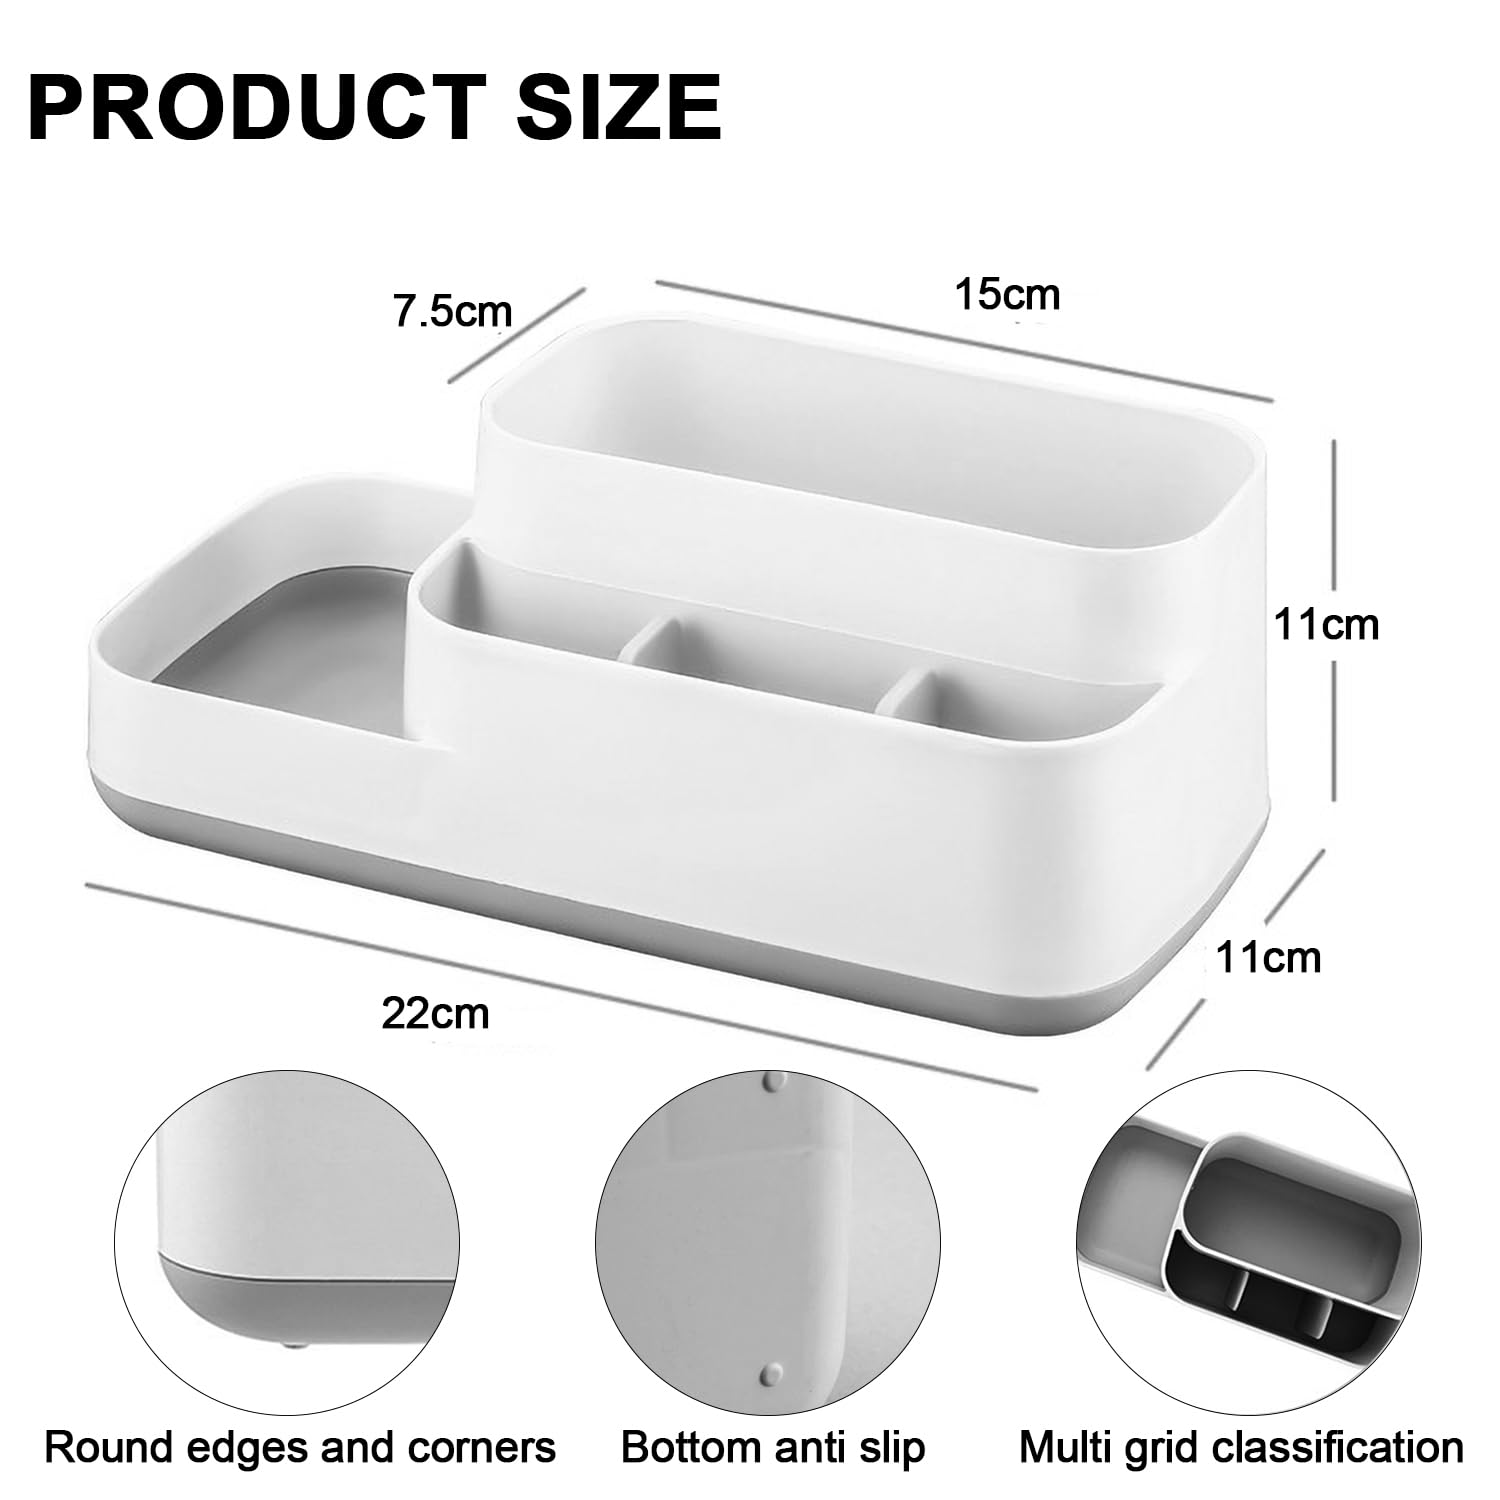 PRODUCT SIZE
7.5cm
15cm
11cm
11cm
22cm
Round edges and corners
Bottom anti slip
Multi grid classification